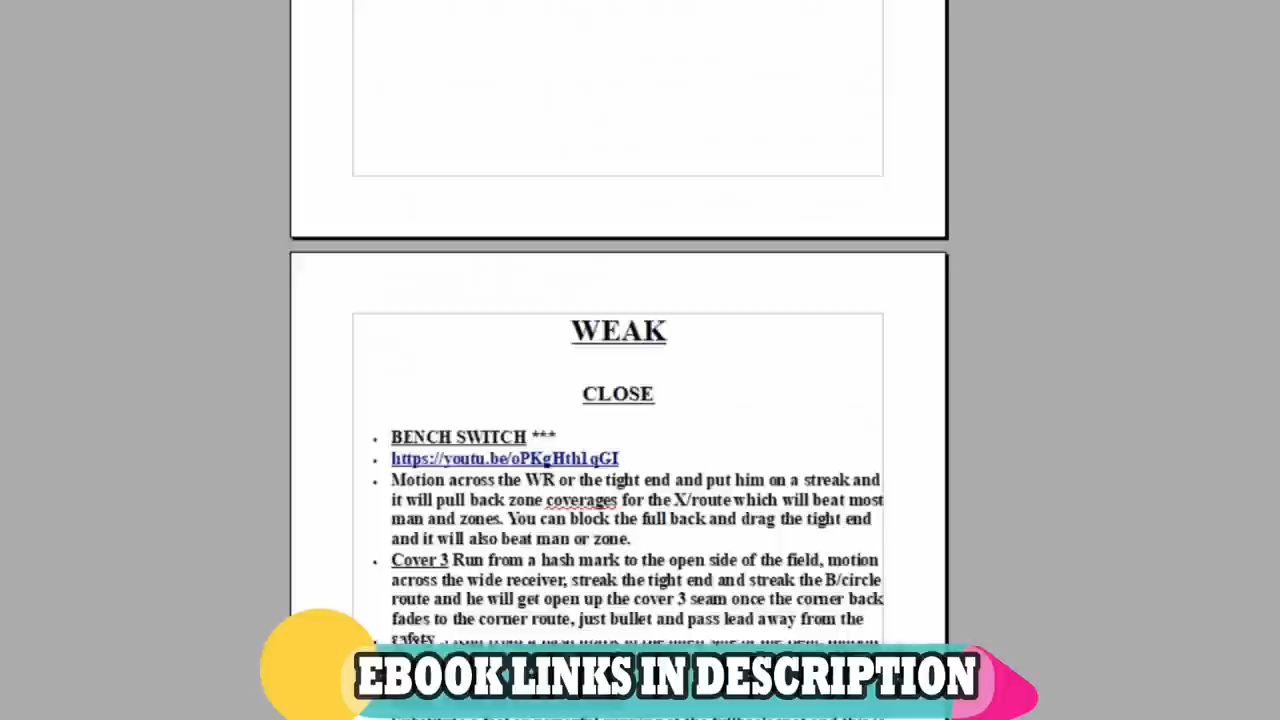 WEAK
CLOSE
BENCH SWITCH ***
https://youtu.be/oPKgHth1qGI
Motion across the WR or the tight end and put him on a streak and
it will pull back zone coverages for the X/route which will beat most
man and zones. You can block the full back and drag the tight end
and it will also beat man or zone.
Cover 3 Run from a hash mark to the open side of the field, motion
across the wide receiver, streak the tight end and streak the B/circle
route and he will get open up the cover 3 seam once the corner back
fades to the corner route, just bullet and pass lead away from the
safety
EBOOK LINKS IN DESCRIPTION